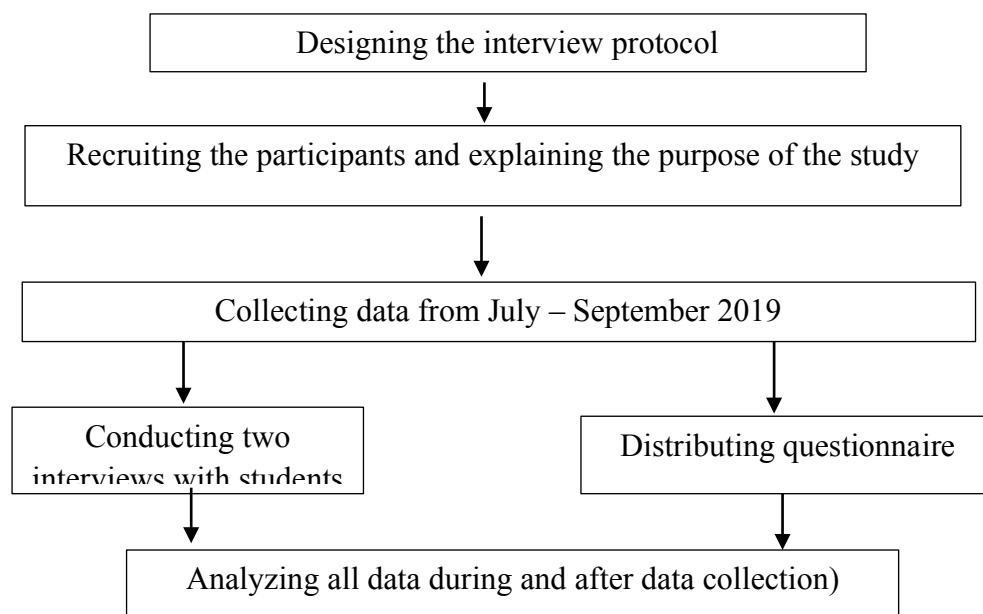 Designing the interview protocol
Recruiting the participants and explaining the purpose of the study
Collecting data from July – September 2019
Conducting two
interviews with students
Distributing questionnaire
Analyzing all data during and after data collection)